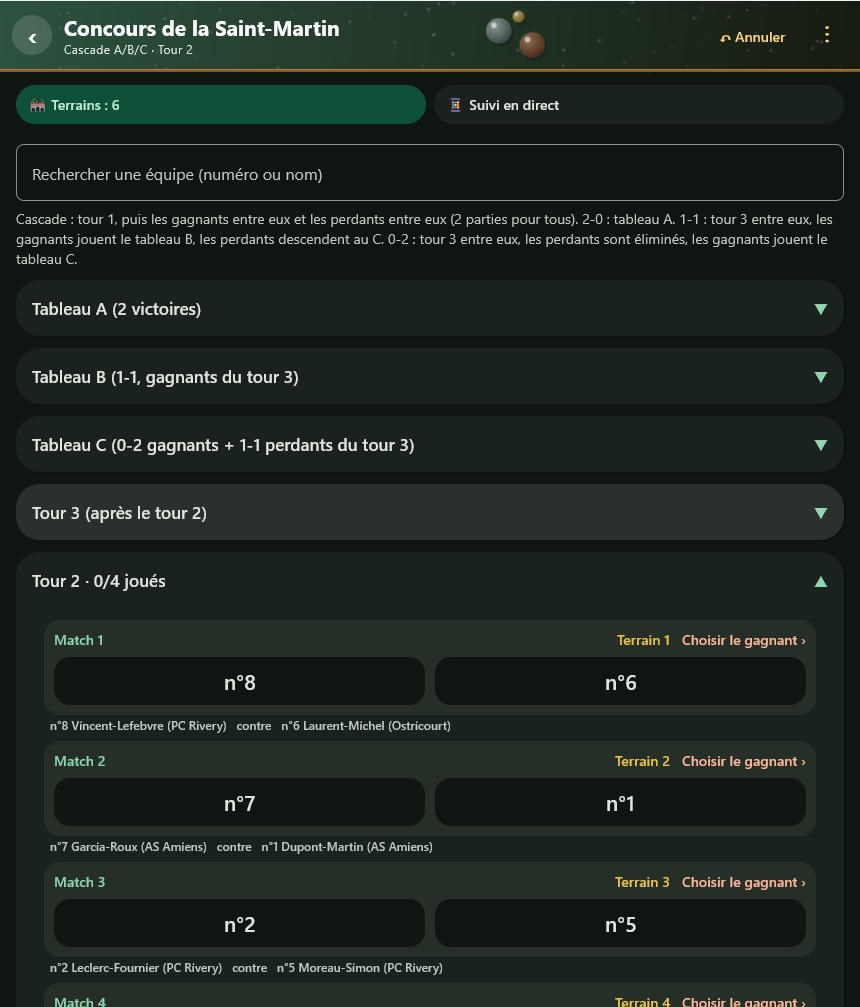 Concours de la Saint-Martin
Cascade A/B/C · Tour 2
Annuler
Terrains : 6
Suivi en direct
Rechercher une équipe (numéro ou nom)
Cascade : tour 1, puis les gagnants entre eux et les perdants entre eux (2 parties pour tous). 2-0 : tableau A. 1-1 : tour 3 entre eux, les
gagnants jouent le tableau B, les perdants descendent au C. 0-2 : tour 3 entre eux, les perdants sont éliminés, les gagnants jouent le
tableau C.
Tableau A (2 victoires)
Tableau B (1-1, gagnants du tour 3)
Tableau C (0-2 gagnants + 1-1 perdants du tour 3)
Tour 3 (après le tour 2)
Tour 2 · 0/4 joués
Match 1 Terrain 1 Choisir le gagnant ›
n°8 n°6
n°8 Vincent-Lefebvre (PC Rivery) contre n°6 Laurent-Michel (Ostricourt)
Match 2 Terrain 2 Choisir le gagnant ›
n°7 n°1
n°7 Garcia-Roux (AS Amiens) contre n°1 Dupont-Martin (AS Amiens)
Match 3 Terrain 3 Choisir le gagnant ›
n°2 n°5
n°2 Leclerc-Fournier (PC Rivery) contre n°5 Moreau-Simon (PC Rivery)
Match 4 Terrain 4 Choisir le gagnant ›